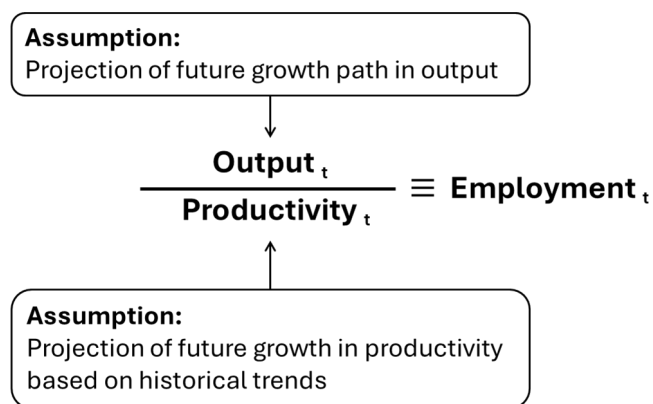 Assumption:
Projection of future growth path in output
Output t
Productivity t
≡ Employment t
Assumption:
Projection of future growth in productivity
based on historical trends